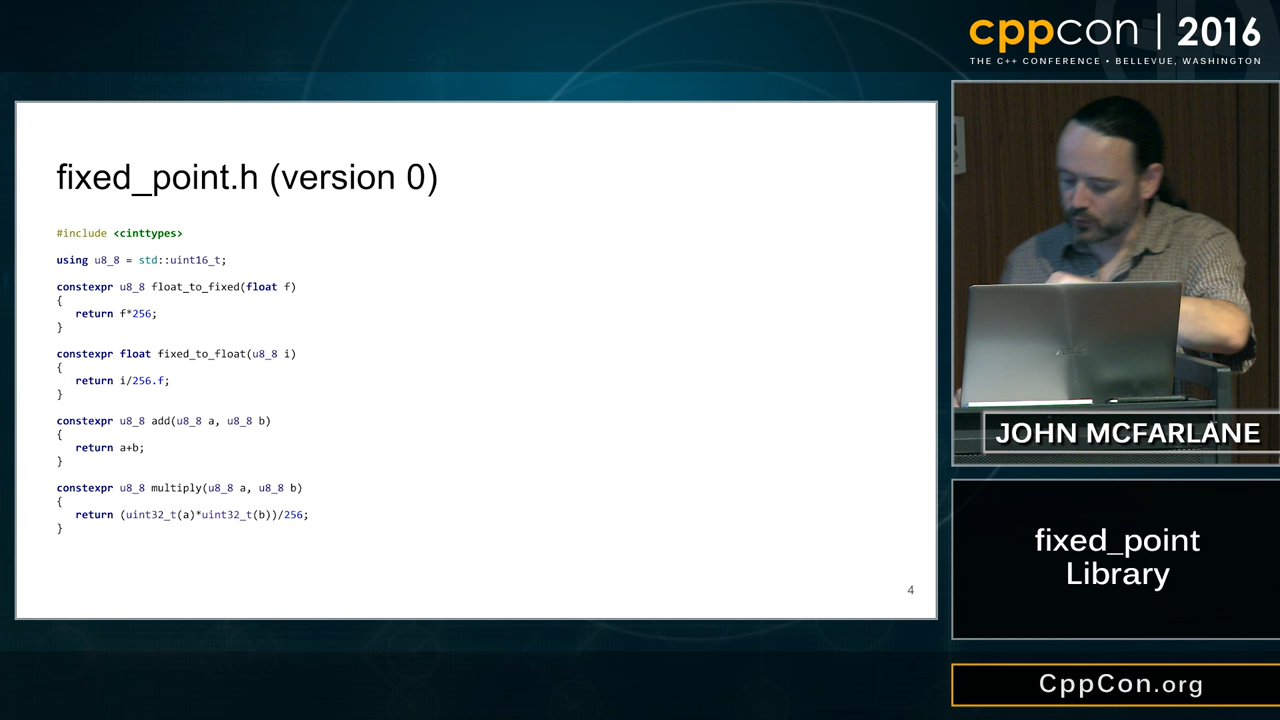 cppcon | 2016
THE C++ CONFERENCE • BELLEVUE, WASHINGTON
fixed_point.h (version 0)
#include <cinttypes>
using u8_8 = std::uint16_t;
constexpr u8_8 float_to_fixed(float f)
{
return f*256;
}
constexpr float fixed_to_float(u8_8 i)
{
return i/256.f;
}
constexpr u8_8 add(u8_8 a, u8_8 b)
{
return a+b;
}
constexpr u8_8 multiply(u8_8 a, u8_8 b)
{
return (uint32_t(a)*uint32_t(b))/256;
}
4
JOHN MCFARLANE
fixed_point
Library
CppCon.org